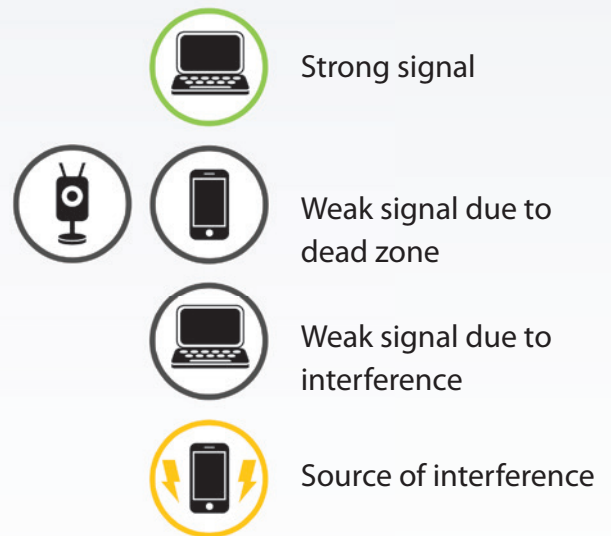 Strong signal
Weak signal due to
dead zone
Weak signal due to
interference
Source of interference